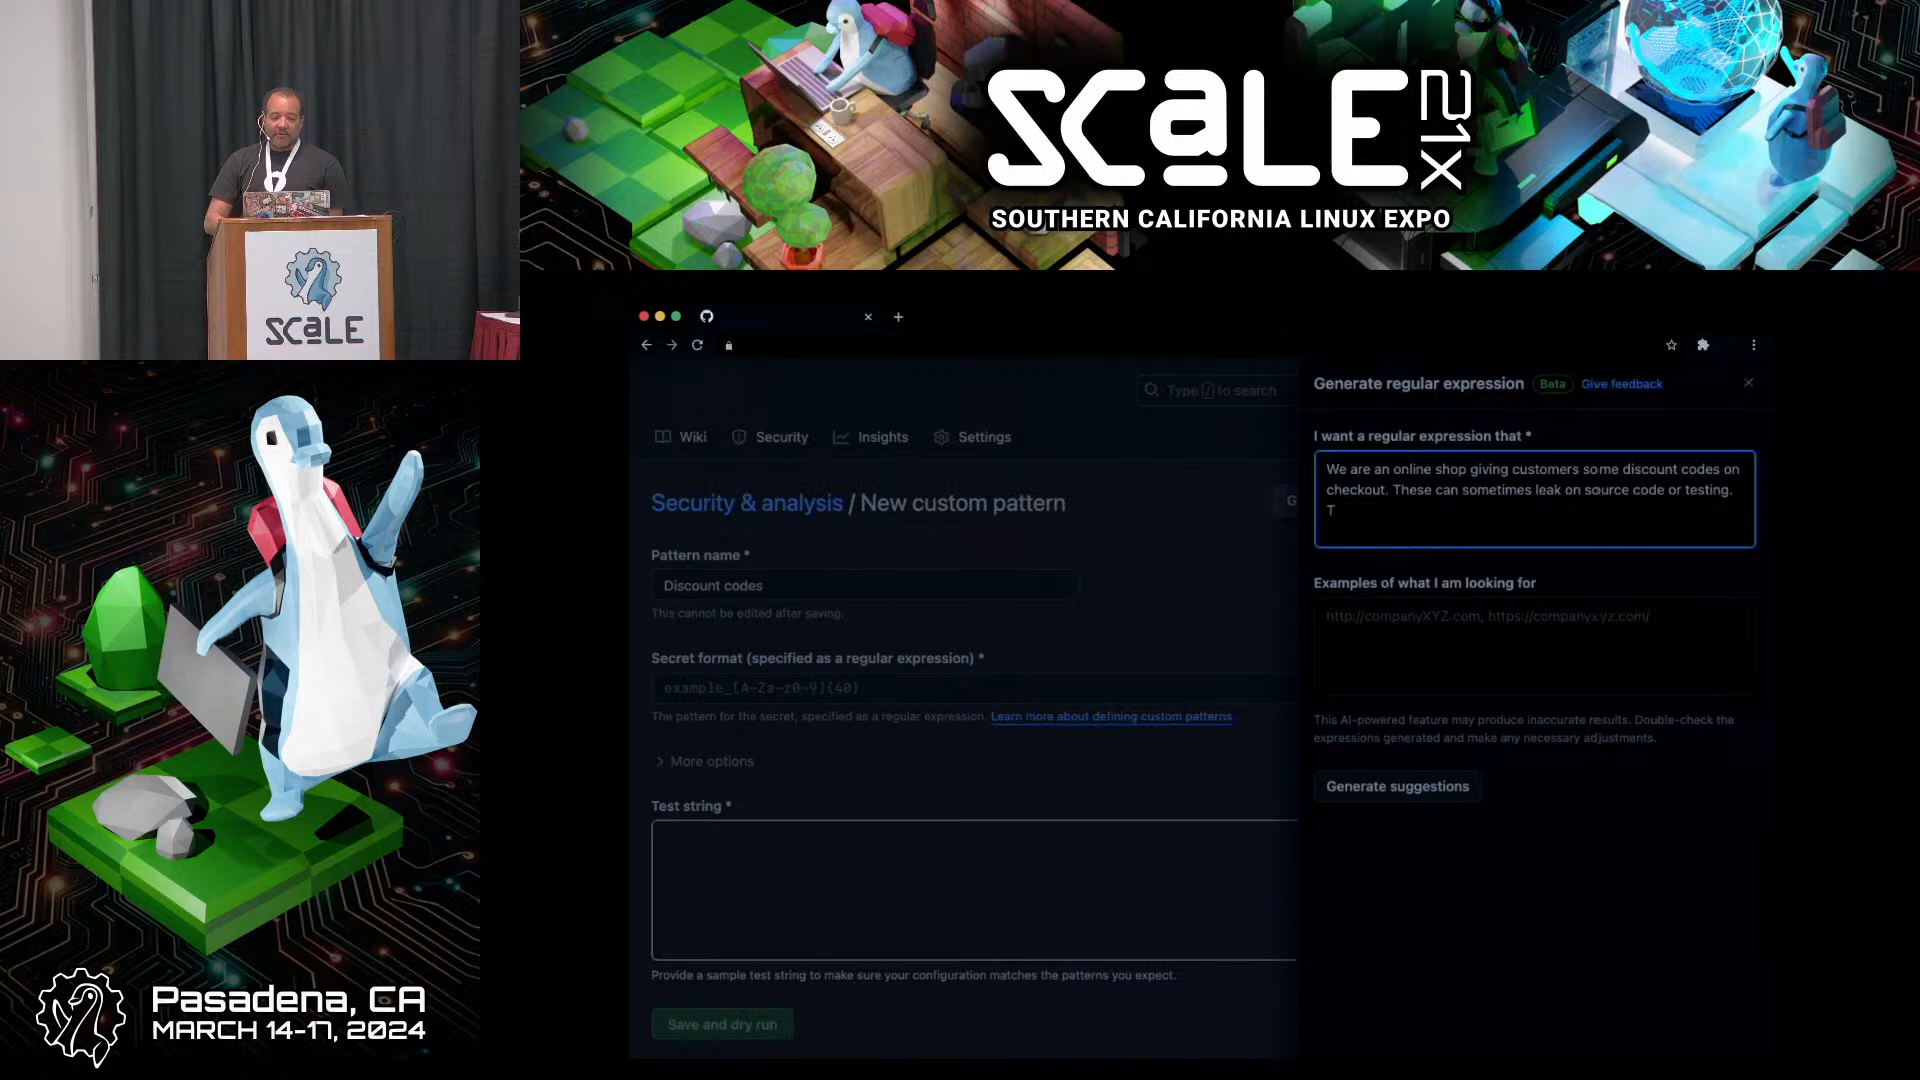 SCaLE 21X
SOUTHERN CALIFORNIA LINUX EXPO
SCaLE
Type / to search
Wiki
Security
Insights
Settings
Security & analysis / New custom pattern
G
Pattern name *
Discount codes
This cannot be edited after saving.
Secret format (specified as a regular expression) *
example_[A-Za-z0-9]{40}
The pattern for the secret, specified as a regular expression. Learn more about defining custom patterns
More options
Test string *
Provide a sample test string to make sure your configuration matches the patterns you expect.
Save and dry run
Generate regular expression Beta Give feedback
I want a regular expression that *
We are an online shop giving customers some discount codes on
checkout. These can sometimes leak on source code or testing.
T
Examples of what I am looking for
http://companyXYZ.com, https://companyxyz.com/
This AI-powered feature may produce inaccurate results. Double-check the
expressions generated and make any necessary adjustments.
Generate suggestions
Pasadena, CA
MARCH 14-17, 2024